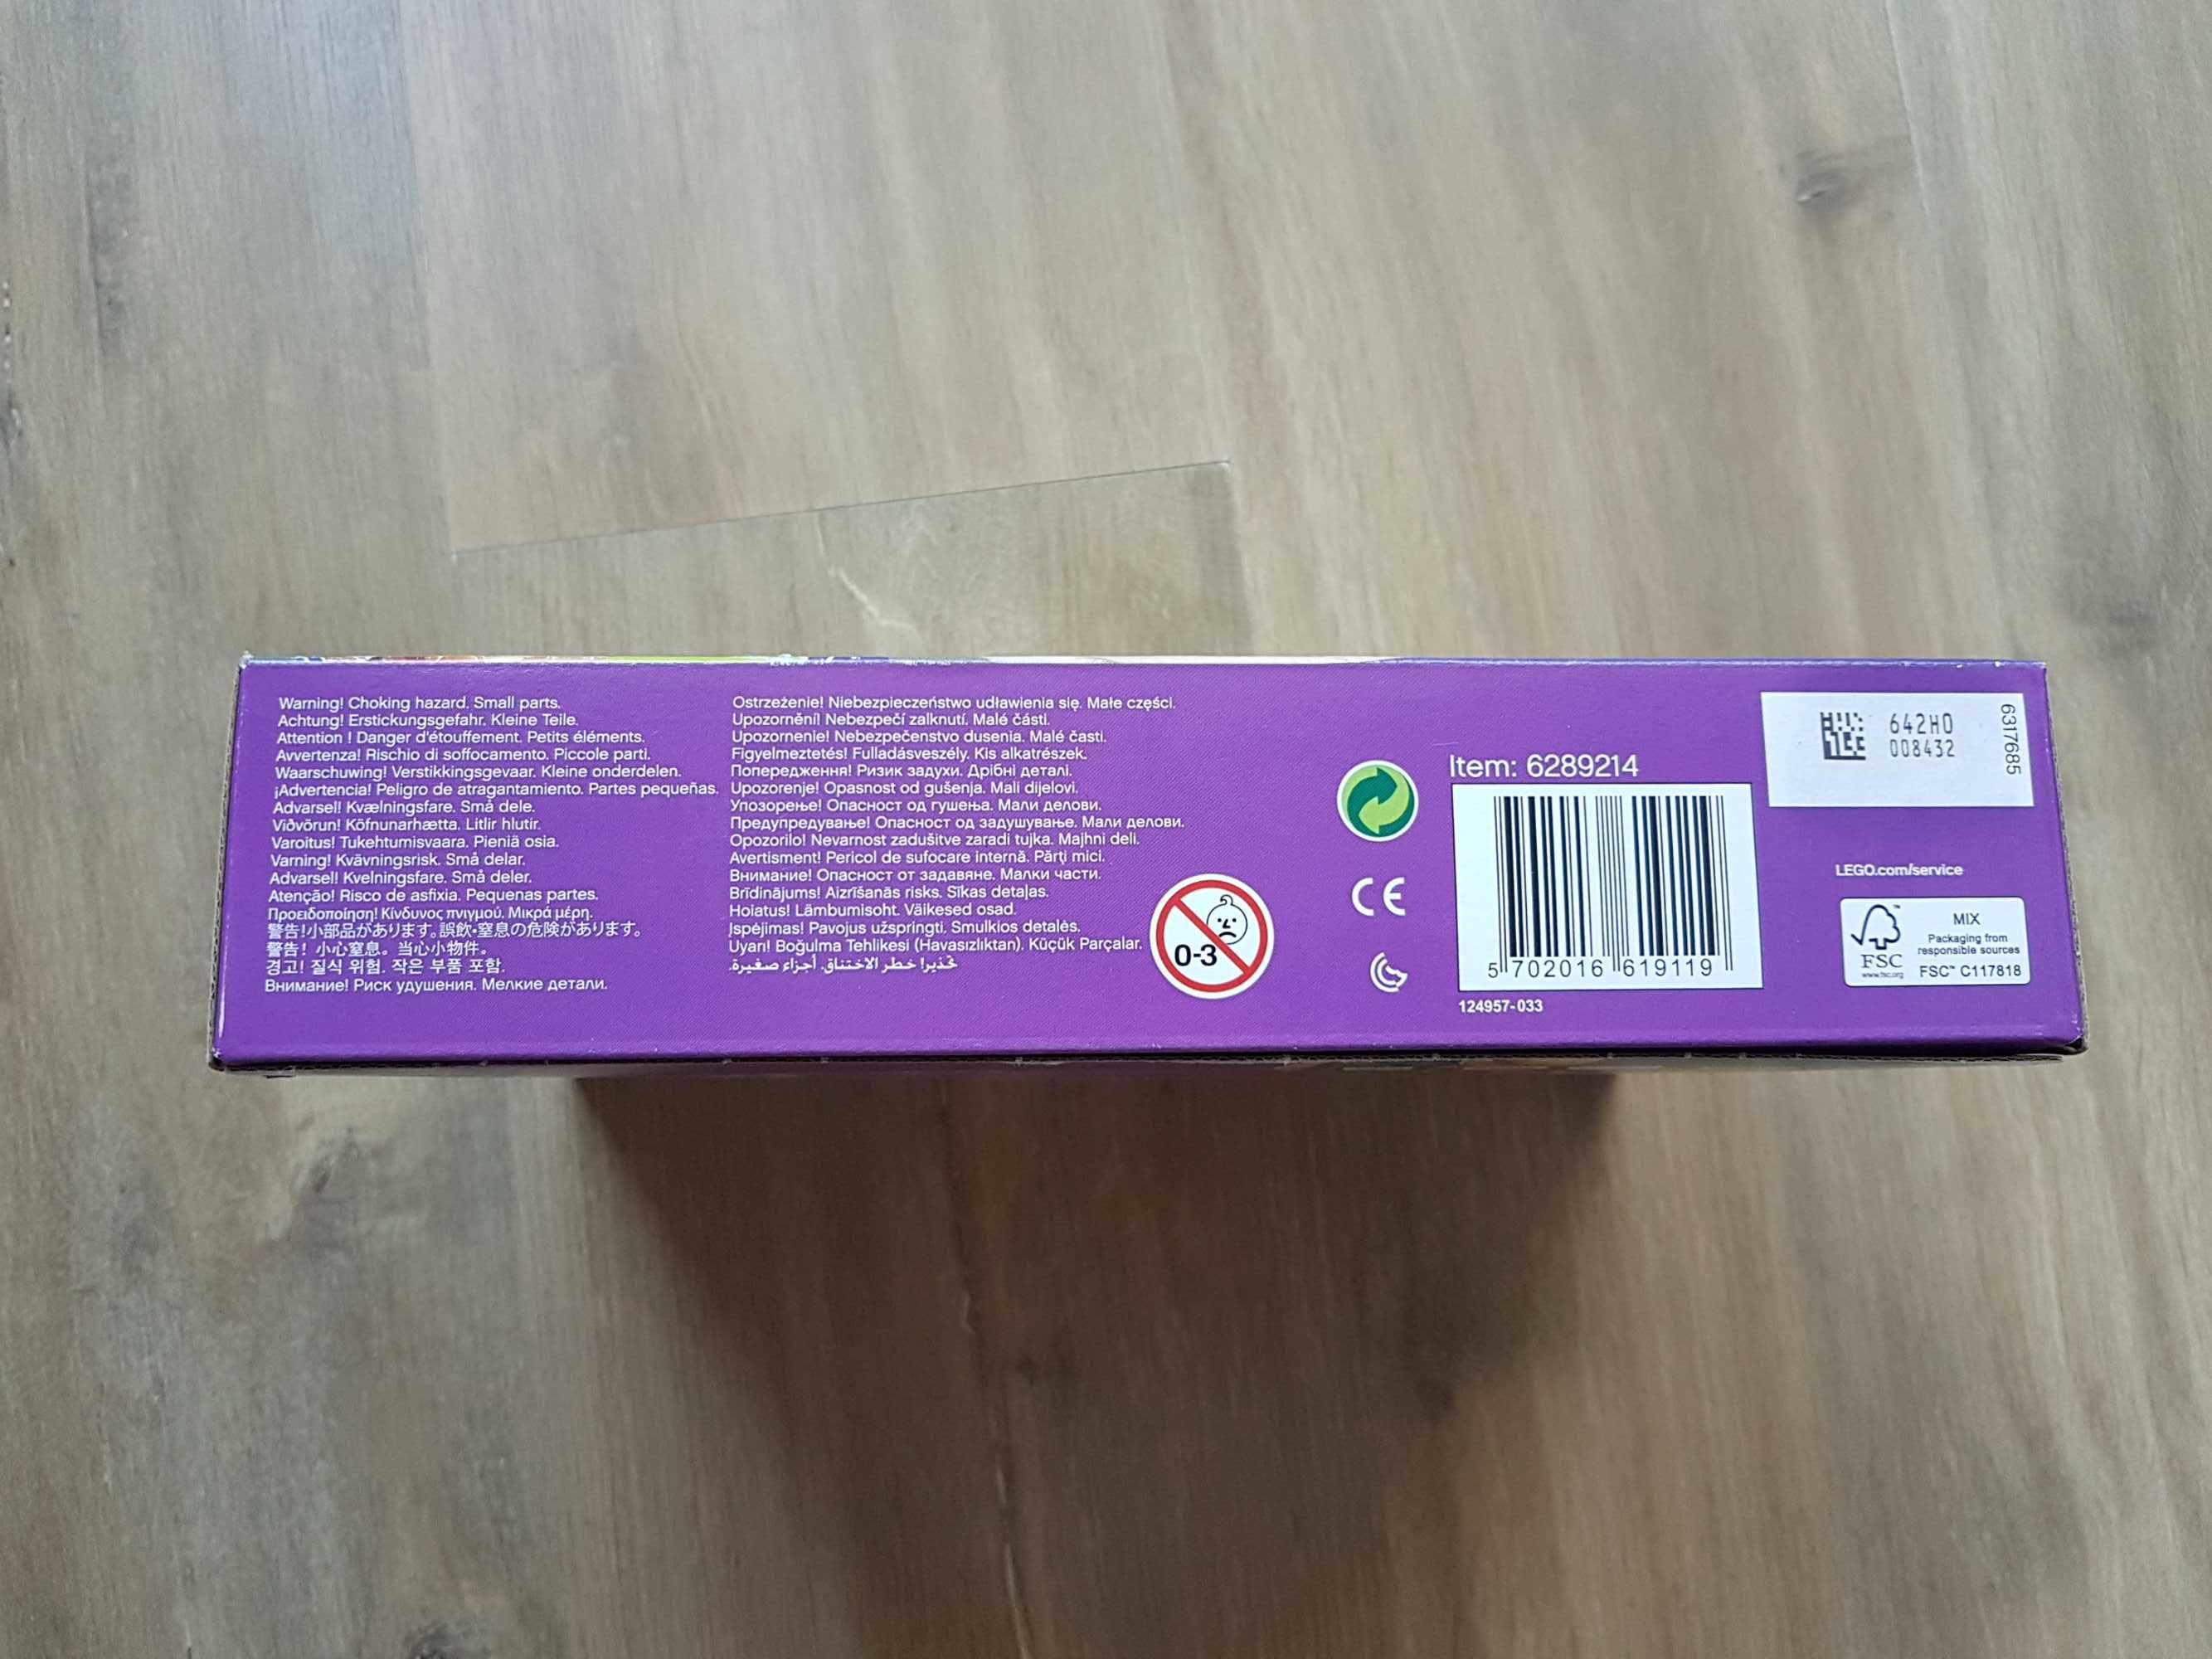 Warning! Choking hazard. Small parts.
Achtung! Erstickungsgefahr. Kleine Teile.
Attention ! Danger d'étouffement. Petits éléments.
Avvertenza! Rischio di soffocamento. Piccole parti.
Waarschuwing! Verstikkingsgevaar. Kleine onderdelen.
¡Advertencia! Peligro de atragantamiento. Partes pequeñas.
Advarsel! Kvælningsfare. Små dele.
Viðvörun! Köfnunarhætta. Litlir hlutir.
Varoitus! Tukehtumisvaara. Pieniä osia.
Varning! Kvävningsrisk. Små delar.
Advarsel! Kvelningsfare. Små deler.
Atenção! Risco de asfixia. Pequenas partes.
Προειδοποίηση! Κίνδυνος πνιγμού. Μικρά μέρη.
警告!小部品があります。誤飲・窒息の危険があります。
警告! 小心窒息。当心小物件。
경고! 질식 위험. 작은 부품 포함.
Внимание! Риск удушения. Мелкие детали.
Ostrzeżenie! Niebezpieczeństwo udławienia się. Małe części.
Upozornění! Nebezpečí zalknutí. Malé části.
Upozornenie! Nebezpečenstvo dusenia. Malé časti.
Figyelmeztetés! Fulladásveszély. Kis alkatrészek.
Попередження! Ризик задухи. Дрібні деталі.
Upozorenje! Opasnost od gušenja. Mali dijelovi.
Упозорење! Опасност од гушења. Мали делови.
Предупредување! Опасност од задушување. Мали делови.
Opozorilo! Nevarnost zadušitve zaradi tujka. Majhni deli.
Avertisment! Pericol de sufocare internă. Părţi mici.
Внимание! Опасност от задавяне. Малки части.
Brīdinājums! Aizrīšanās risks. Sīkas detaļas.
Hoiatus! Lämbumisoht. Väikesed osad.
Įspėjimas! Pavojus užspringti. Smulkios detalės.
Uyarı! Boğulma Tehlikesi (Havasızlıktan). Küçük Parçalar.
تحذير! خطر الاختناق. أجزاء صغيرة.
0-3
CE
Item: 6289214
5 702016 619119
124957-033
642H0
008432
6317685
LEGO.com/service
FSC
www.fsc.org
MIX
Packaging from
responsible sources
FSC™ C117818